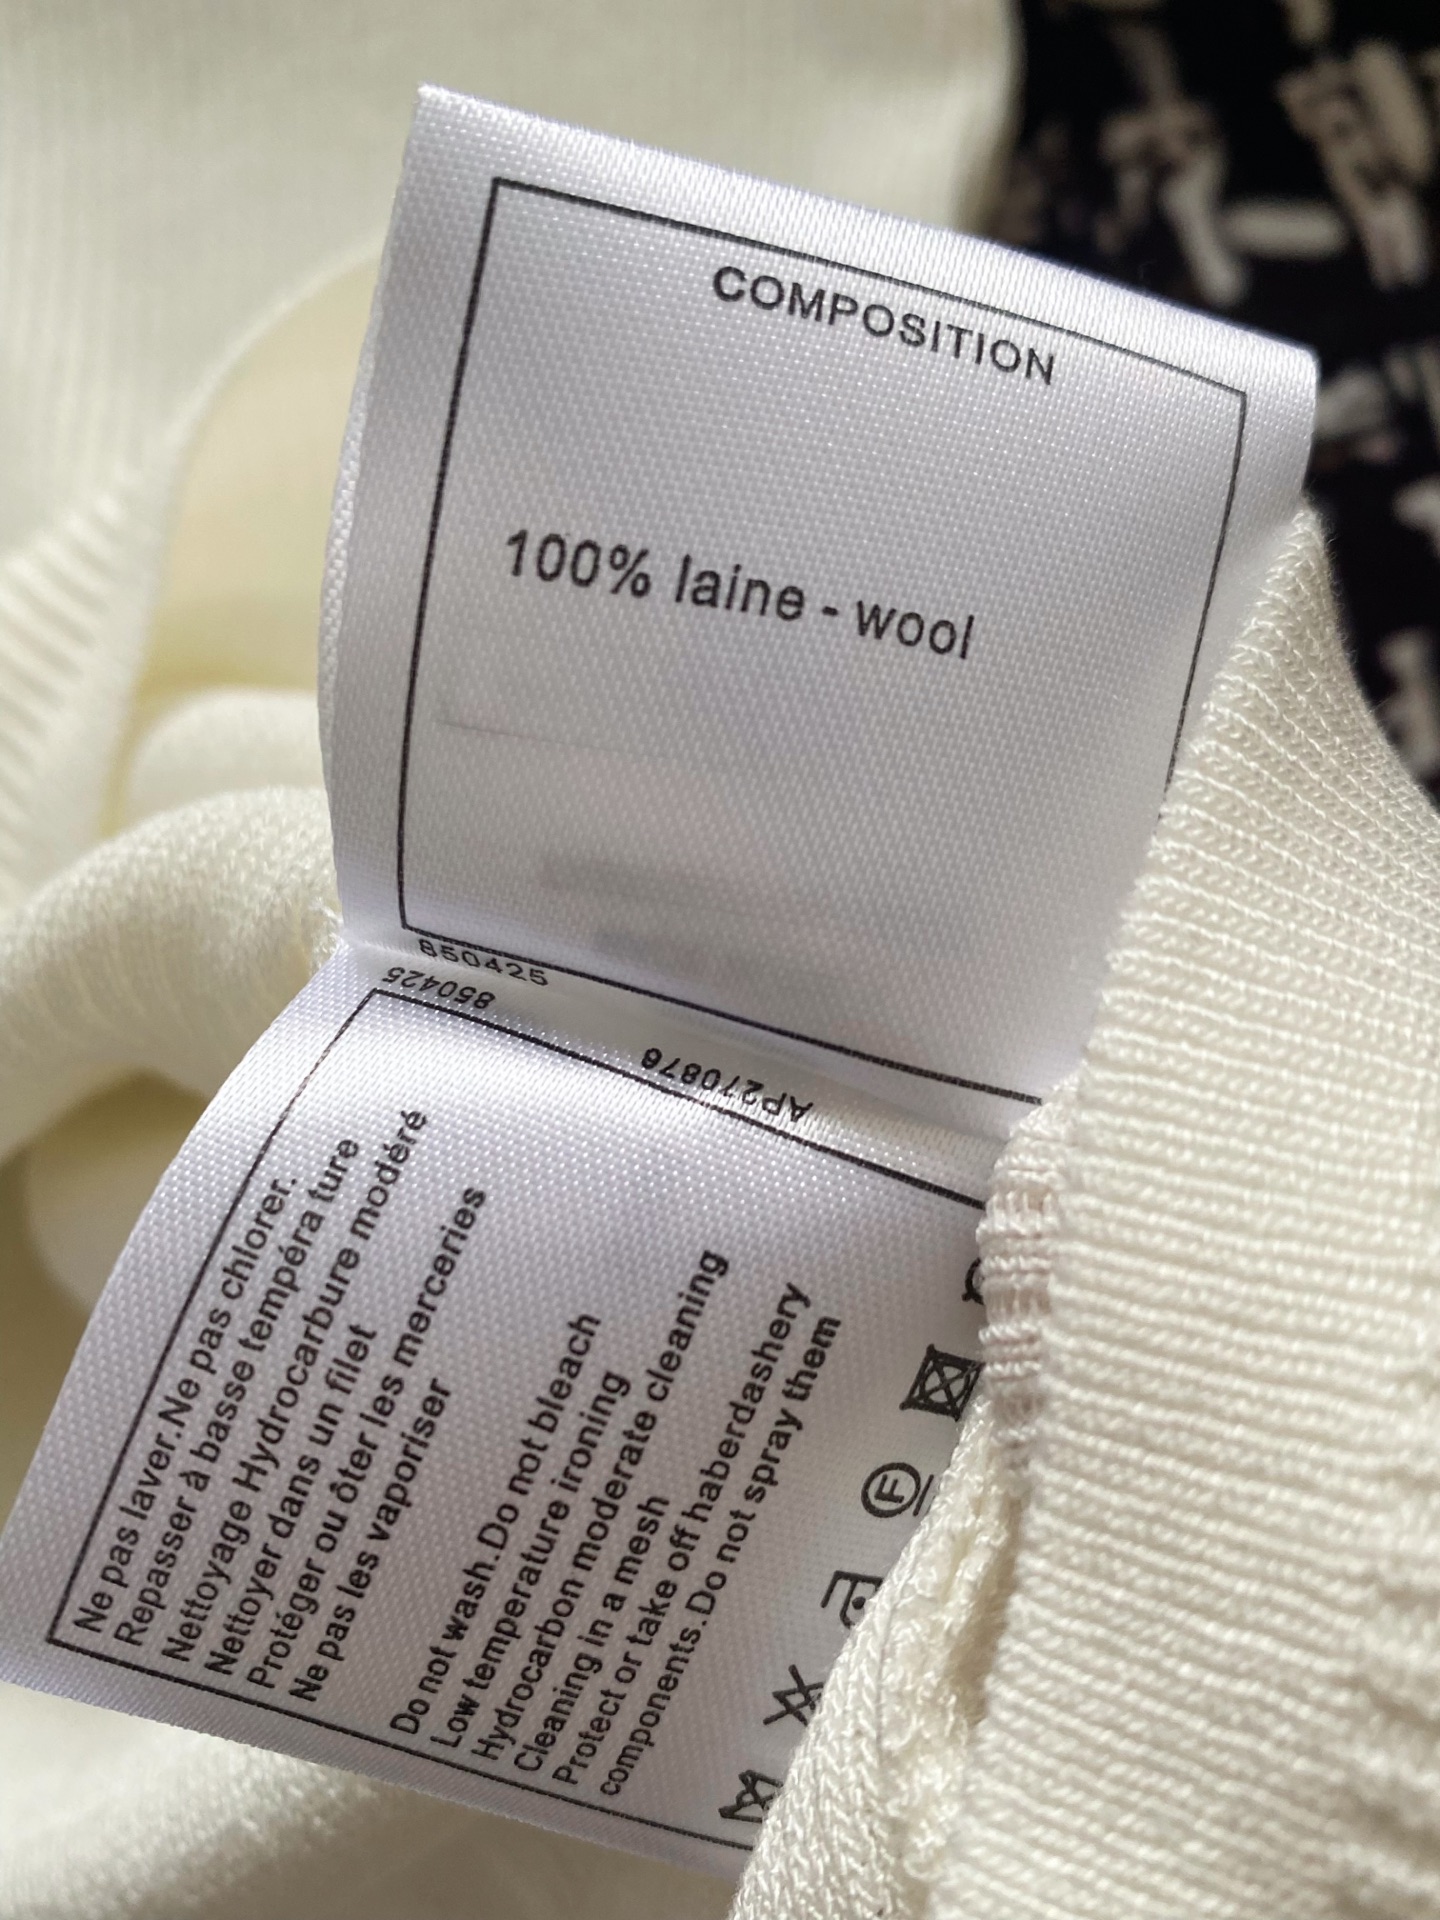 COMPOSITION
100% laine - wool
850425
850425
AP270876
Ne pas laver.Ne pas chlorer.
Repasser à basse tempéra ture
Nettoyage Hydrocarbure modéré
Nettoyer dans un filet
Protéger ou ôter les merceries
Ne pas les vaporiser
Do not wash.Do not bleach
Low temperature ironing
Hydrocarbon moderate cleaning
Cleaning in a mesh
Protect or take off haberdashery
components.Do not spray them
F